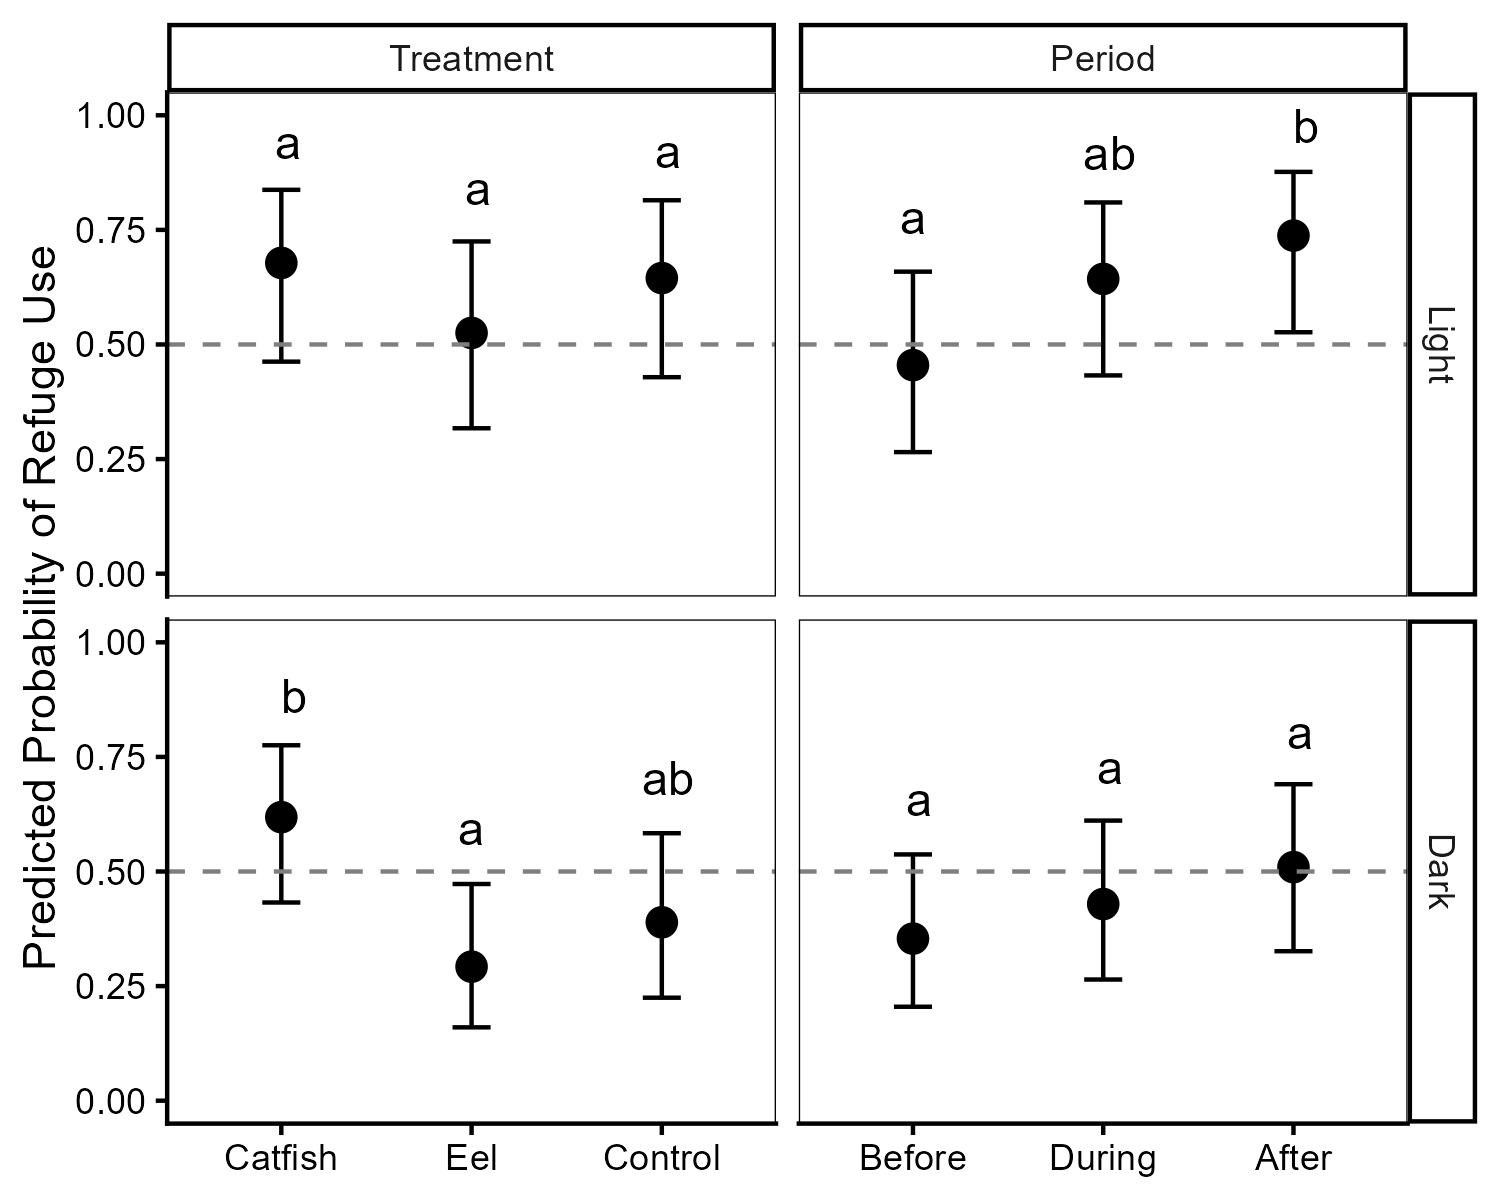 Treatment
Period
Predicted Probability of Refuge Use
1.00
0.75
0.50
0.25
0.00
a
a
a
a
ab
b
Light
1.00
0.75
0.50
0.25
0.00
b
a
ab
a
a
a
Dark
Catfish Eel Control
Before During After